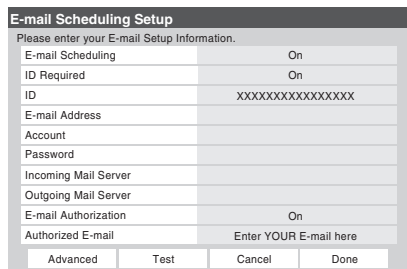 E-mail Scheduling Setup
Please enter your E-mail Setup Information.
E-mail Scheduling On
ID Required On
ID XXXXXXXXXXXXXXXX
E-mail Address
Account
Password
Incoming Mail Server
Outgoing Mail Server
E-mail Authorization On
Authorized E-mail Enter YOUR E-mail here
Advanced Test Cancel Done